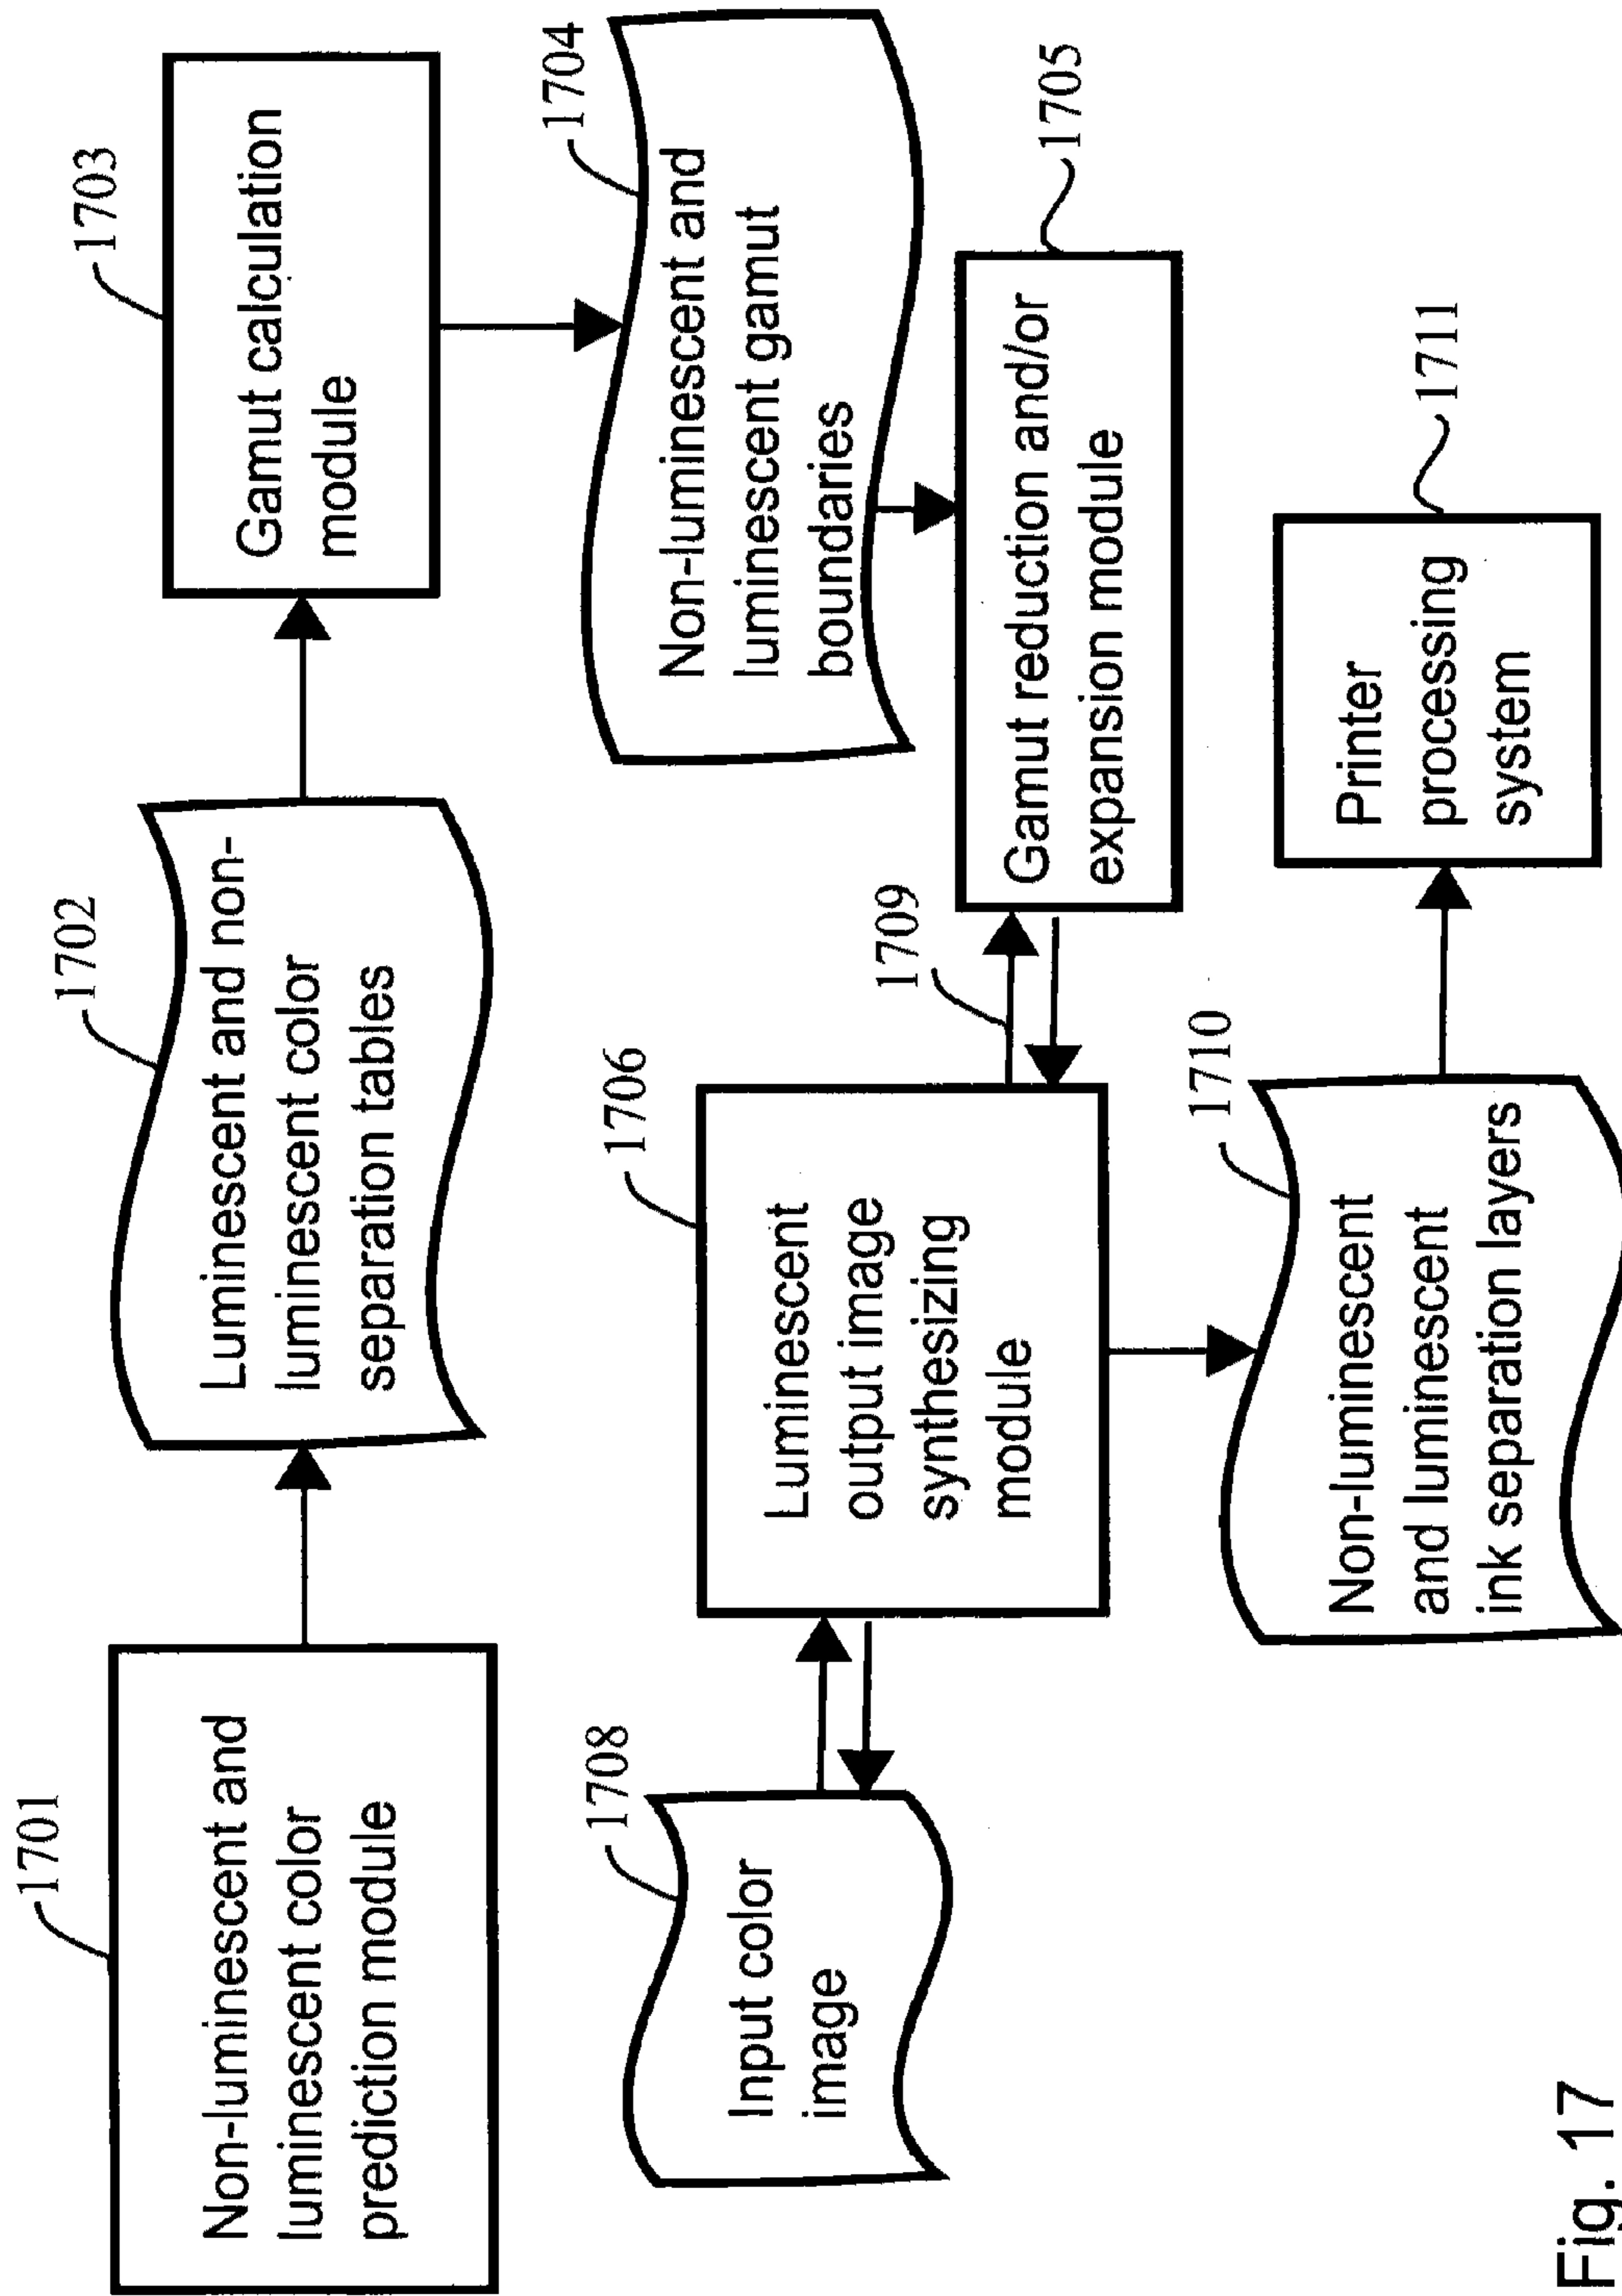 1701
Non-luminescent and
luminescent color
prediction module
1702
Luminescent and non-
luminescent color
separation tables
1703
Gamut calculation
module
1704
Non-luminescent and
luminescent gamut
boundaries
1705
Gamut reduction and/or
expansion module
1706
Luminescent
output image
synthesizing
module
1708
Input color
image
1709
1710
Non-luminescent
and luminescent
ink separation layers
1711
Printer
processing
system
Fig. 17